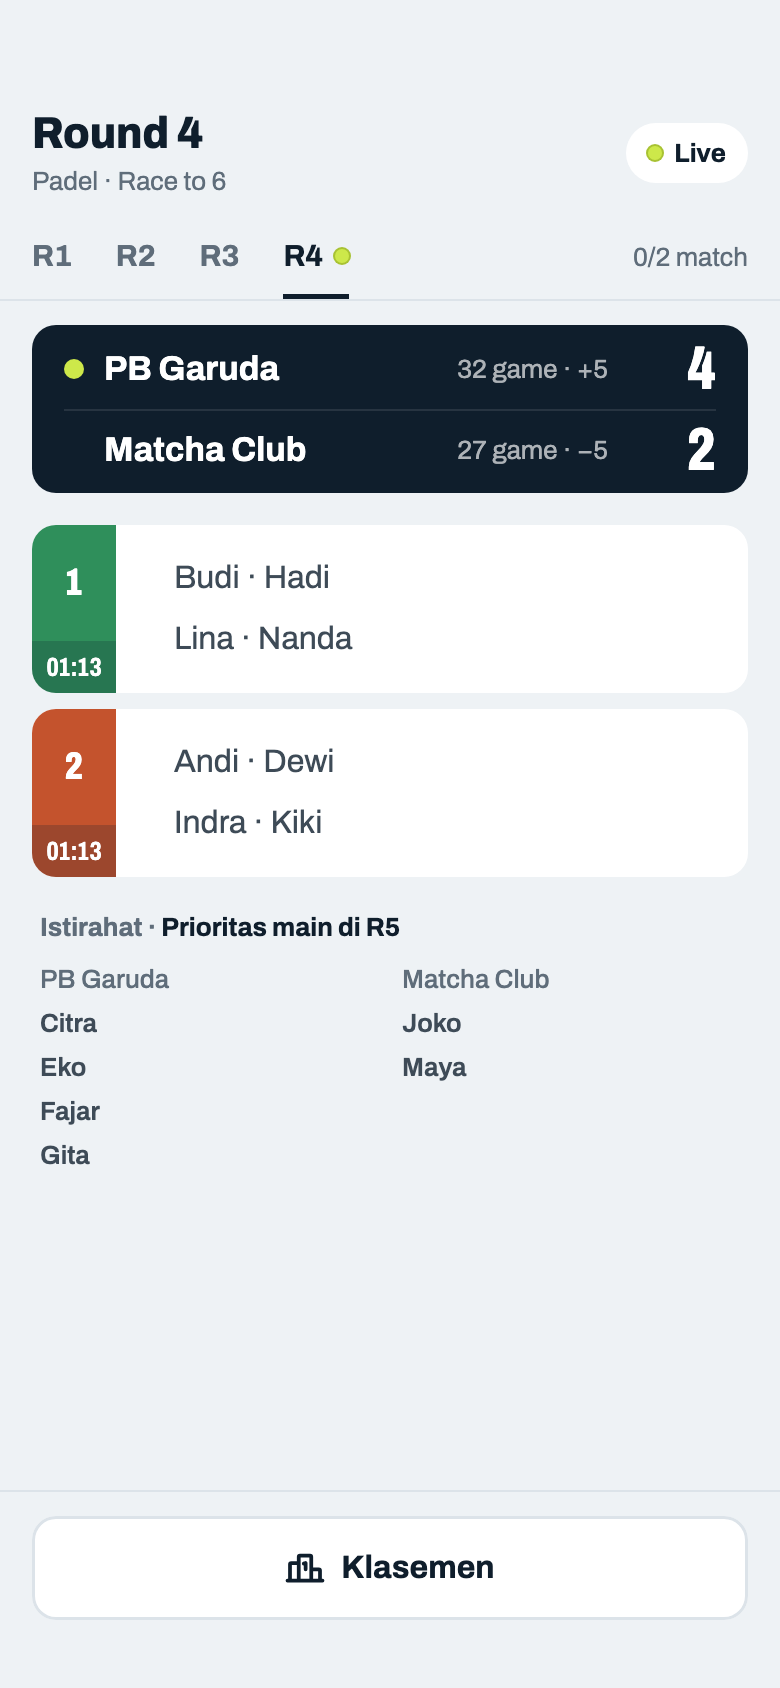 Round 4
Padel · Race to 6
Live
R1 R2 R3 R4
0/2 match
PB Garuda 32 game · +5 4
Matcha Club 27 game · −5 2
1
01:13
Budi · Hadi
Lina · Nanda
2
01:13
Andi · Dewi
Indra · Kiki
Istirahat · Prioritas main di R5
PB Garuda
Citra
Eko
Fajar
Gita
Matcha Club
Joko
Maya
Klasemen